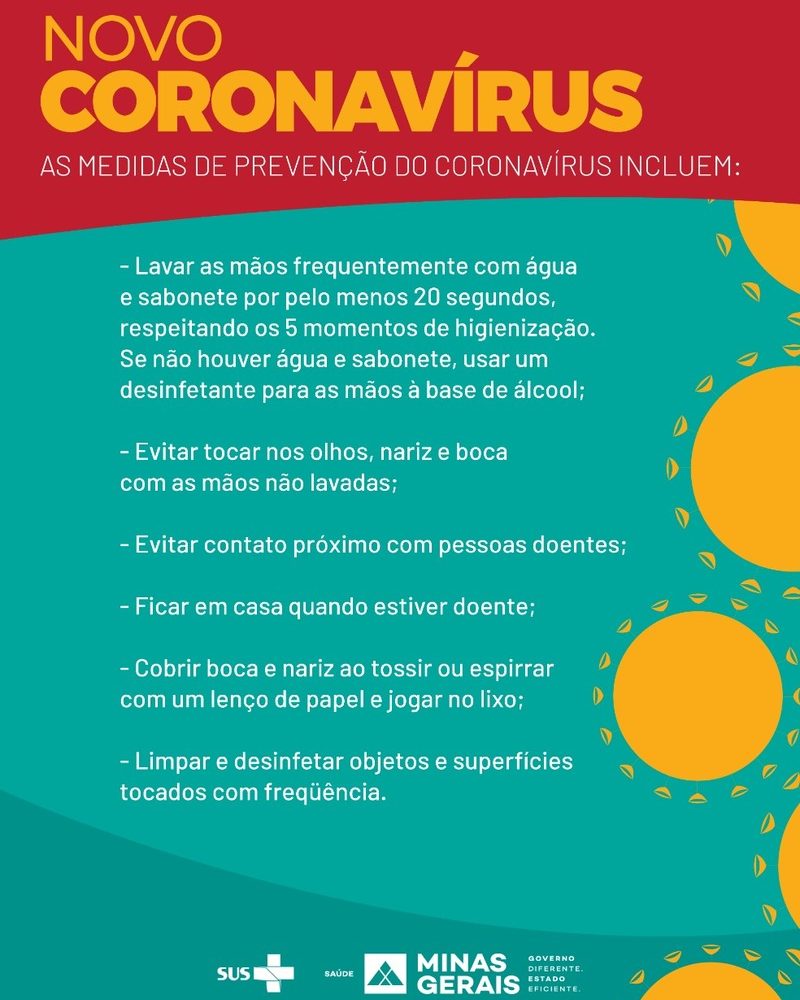 NOVO
CORONAVÍRUS
AS MEDIDAS DE PREVENÇÃO DO CORONAVÍRUS INCLUEM:
- Lavar as mãos frequentemente com água
e sabonete por pelo menos 20 segundos,
respeitando os 5 momentos de higienização.
Se não houver água e sabonete, usar um
desinfetante para as mãos à base de álcool;
- Evitar tocar nos olhos, nariz e boca
com as mãos não lavadas;
- Evitar contato próximo com pessoas doentes;
- Ficar em casa quando estiver doente;
- Cobrir boca e nariz ao tossir ou espirrar
com um lenço de papel e jogar no lixo;
- Limpar e desinfetar objetos e superfícies
tocados com freqüência.
SUS
SAÚDE
MINAS
GERAIS
GOVERNO
DIFERENTE.
ESTADO
EFICIENTE.